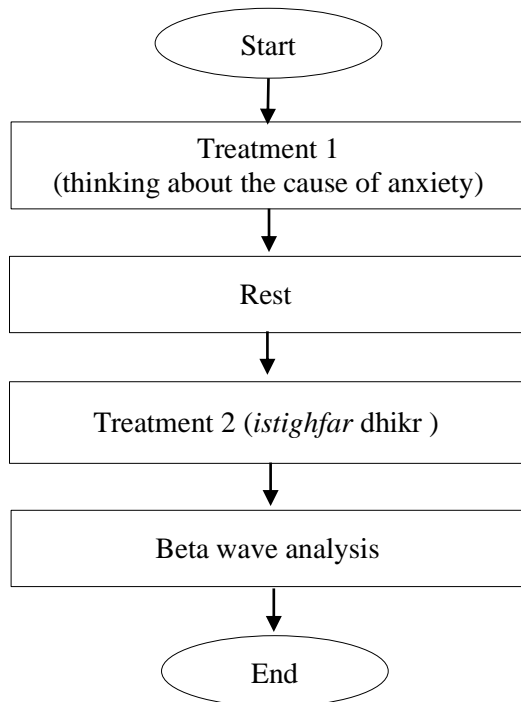 Start
Treatment 1
(thinking about the cause of anxiety)
Rest
Treatment 2 (istighfar dhikr )
Beta wave analysis
End